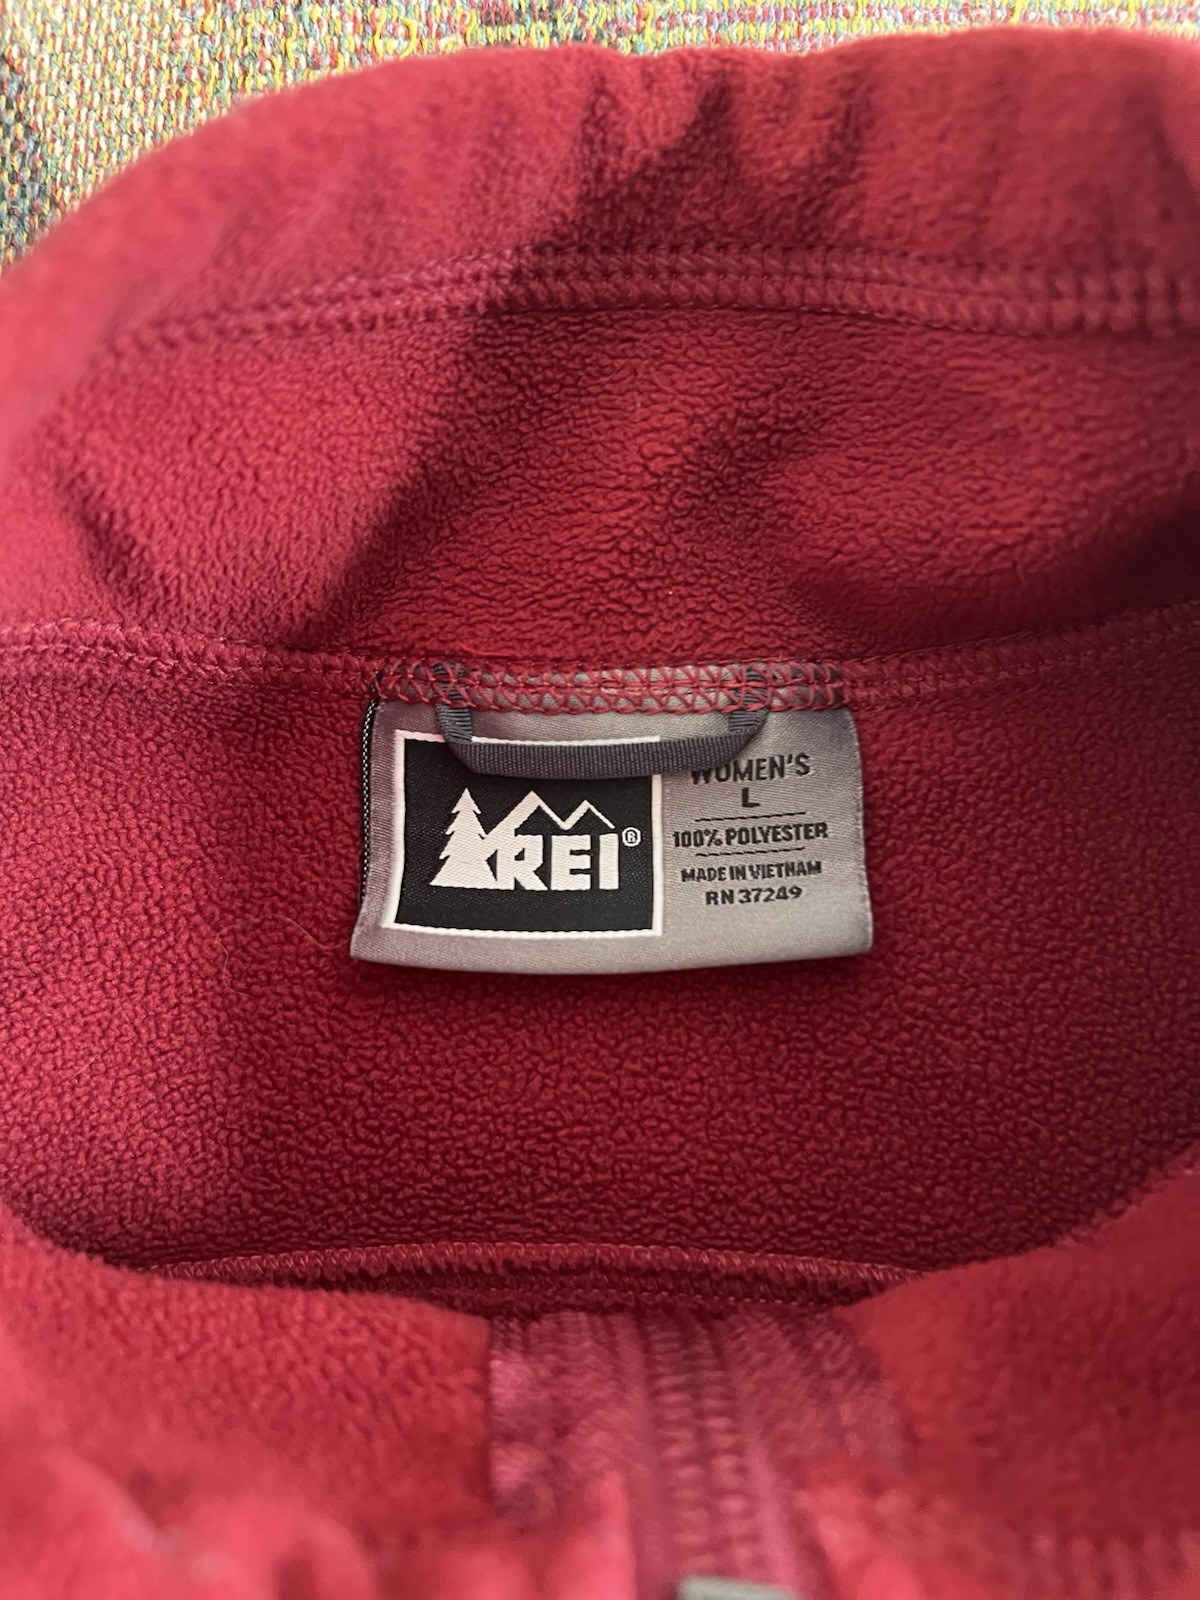 REI®
WOMEN'S
L
100% POLYESTER
MADE IN VIETNAM
RN 37249